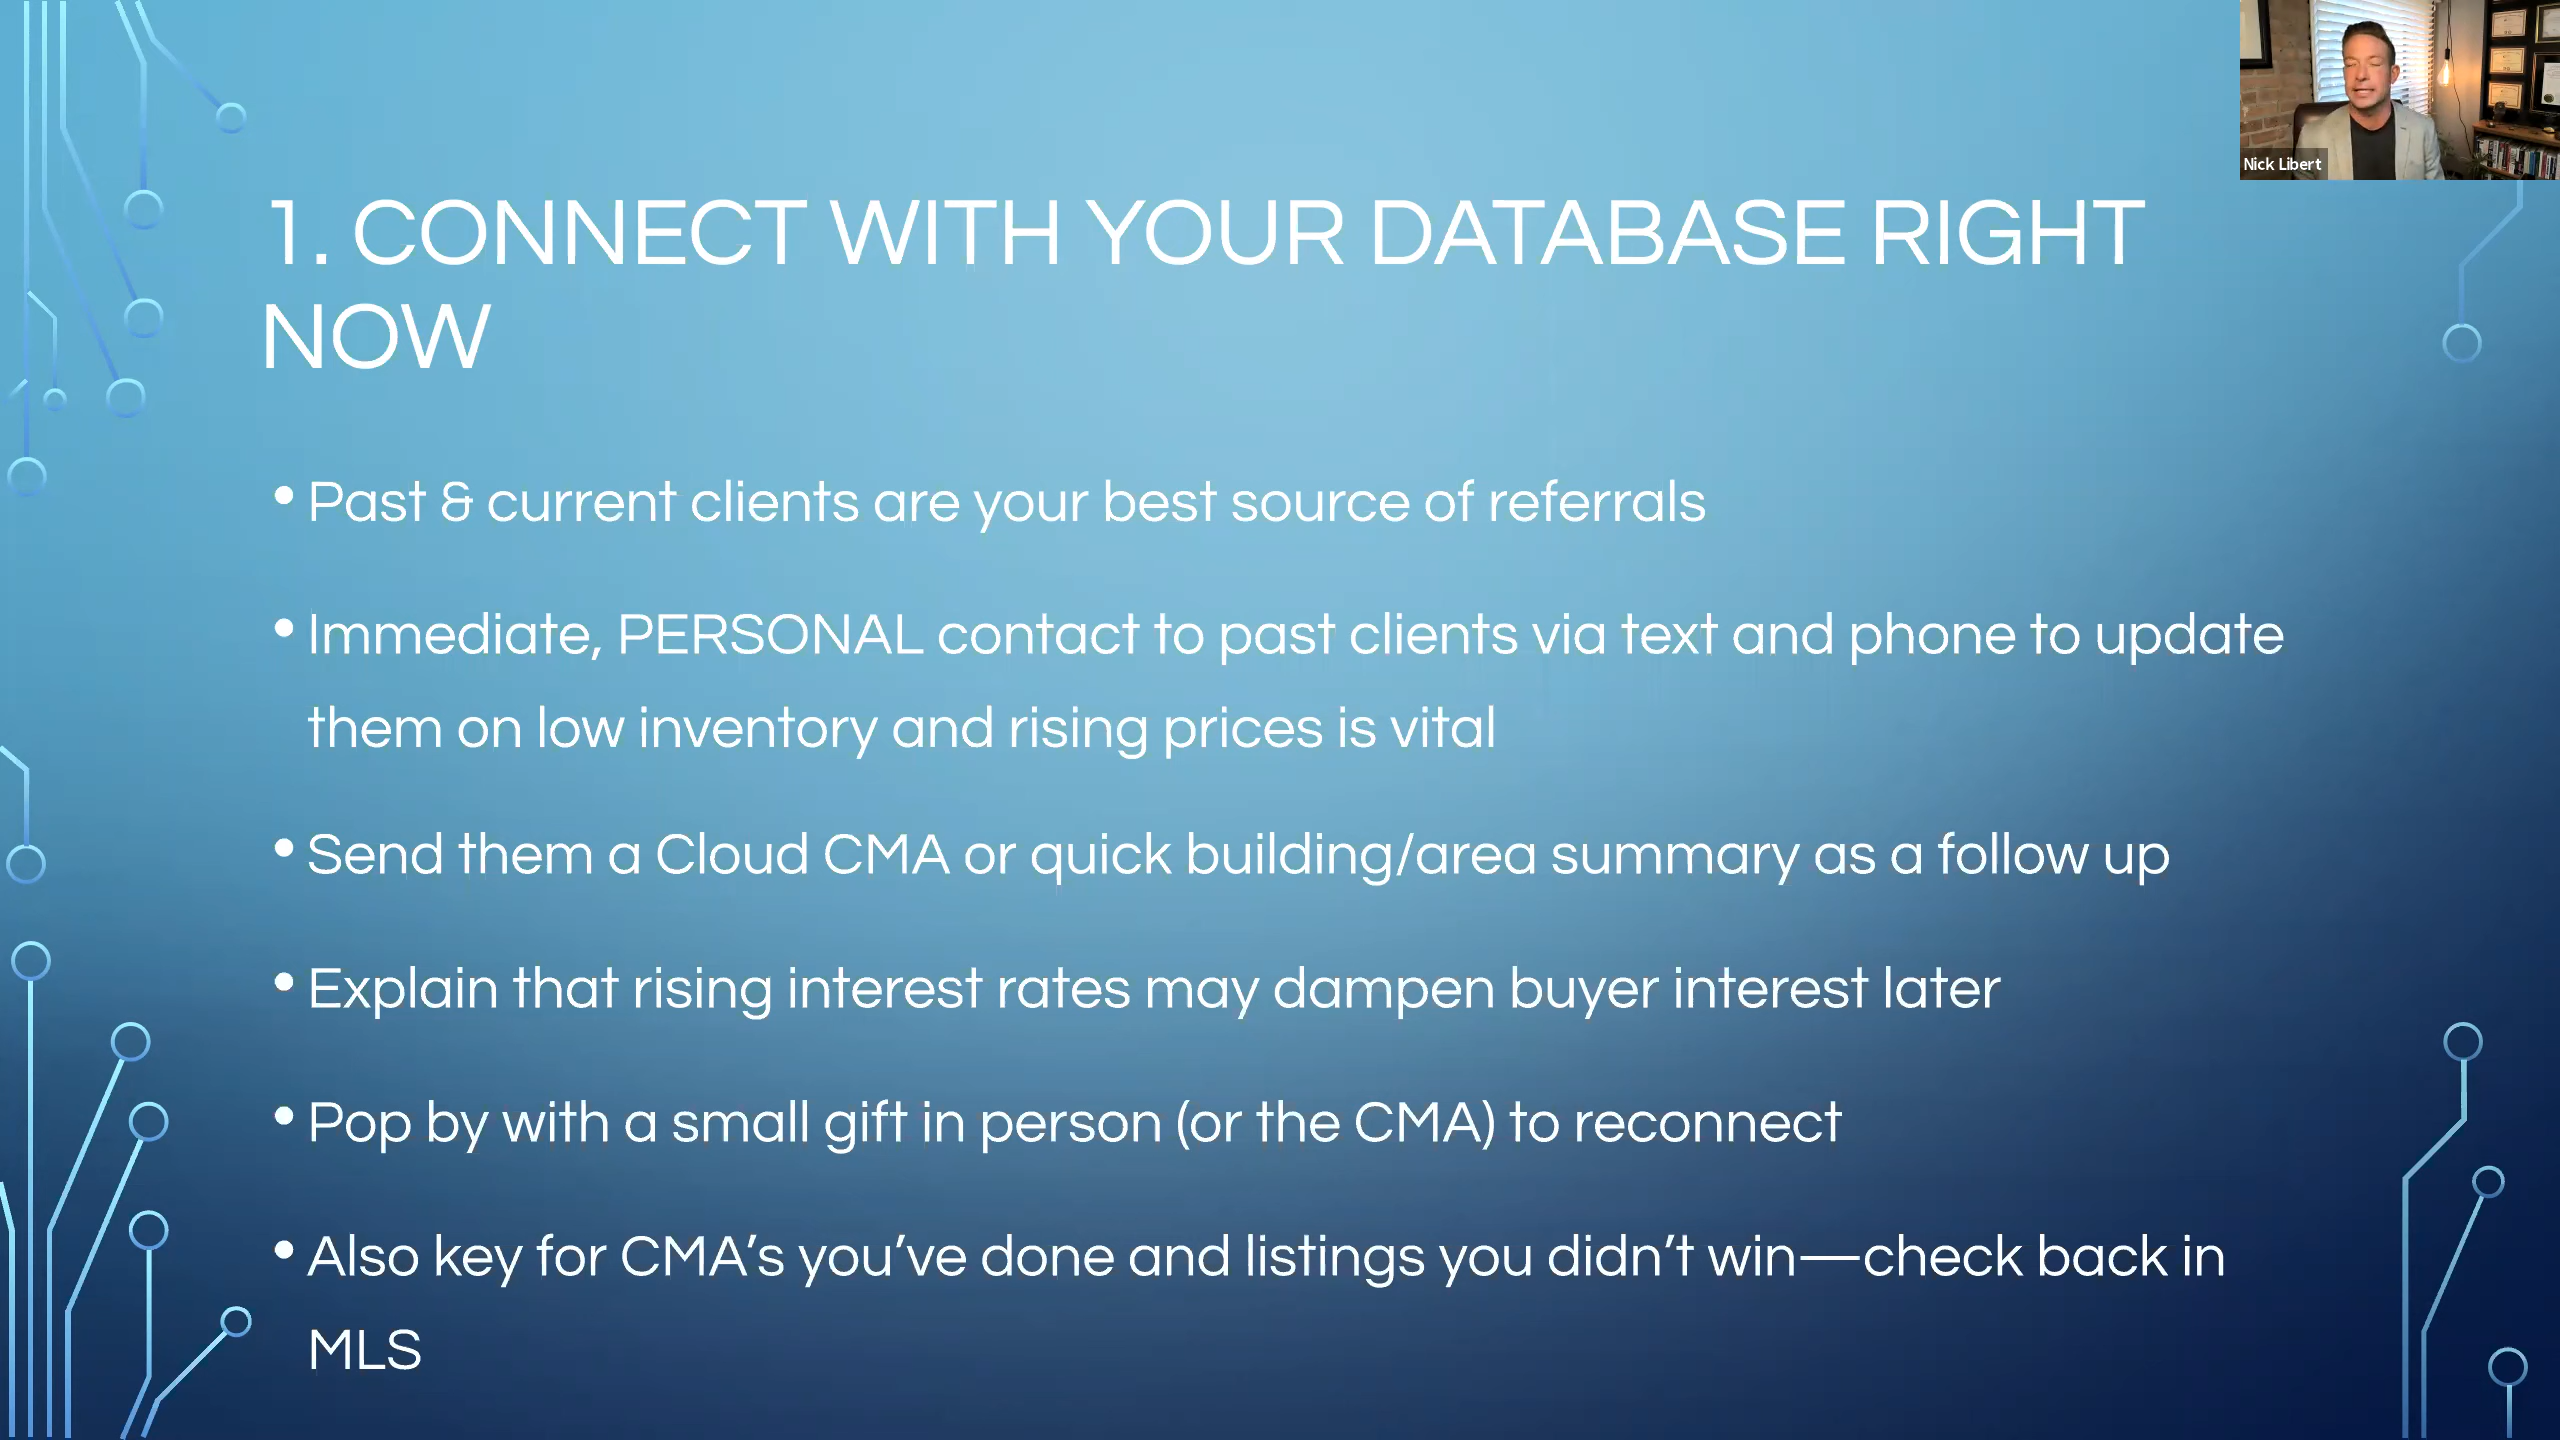 Nick Libert
1. CONNECT WITH YOUR DATABASE RIGHT
NOW
• Past & current clients are your best source of referrals
• Immediate, PERSONAL contact to past clients via text and phone to update
them on low inventory and rising prices is vital
• Send them a Cloud CMA or quick building/area summary as a follow up
• Explain that rising interest rates may dampen buyer interest later
• Pop by with a small gift in person (or the CMA) to reconnect
• Also key for CMA’s you’ve done and listings you didn’t win—check back in
MLS